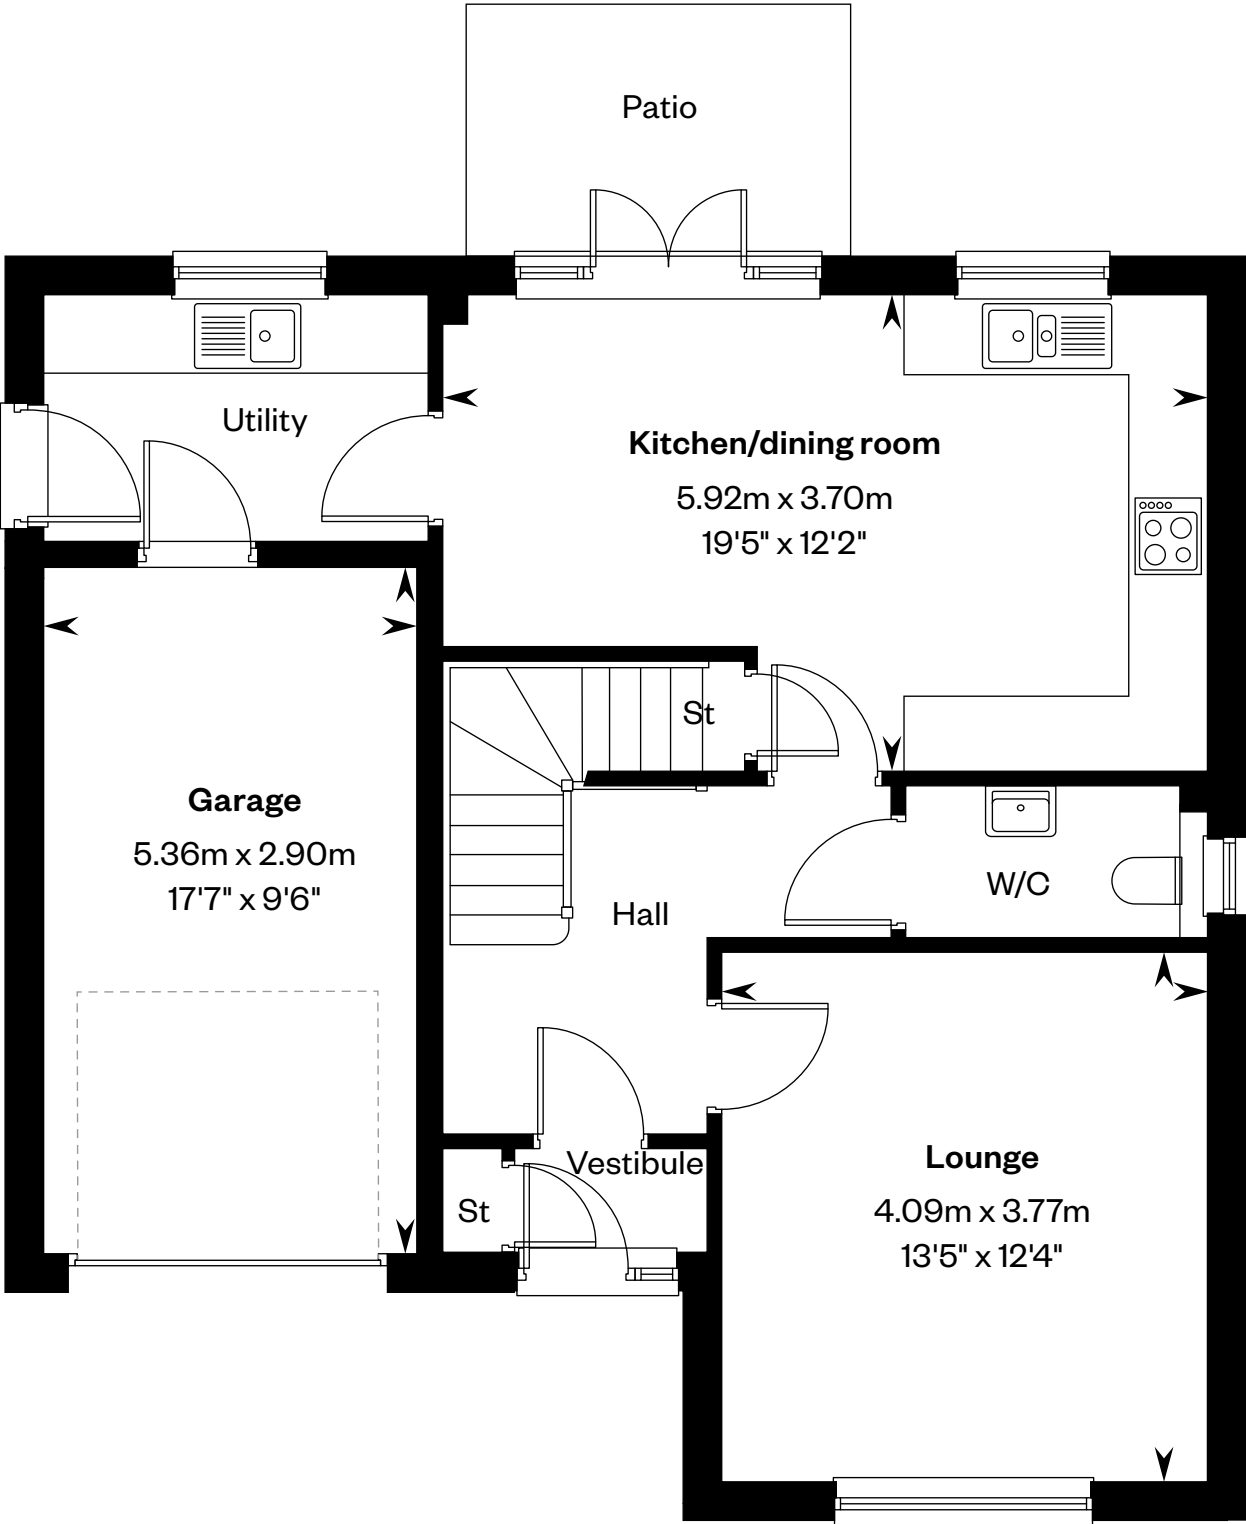 Patio
Utility
Kitchen/dining room
5.92m x 3.70m
19'5" x 12'2"
St
Garage
5.36m x 2.90m
17'7" x 9'6"
Hall
W/C
Vestibule
St
Lounge
4.09m x 3.77m
13'5" x 12'4"